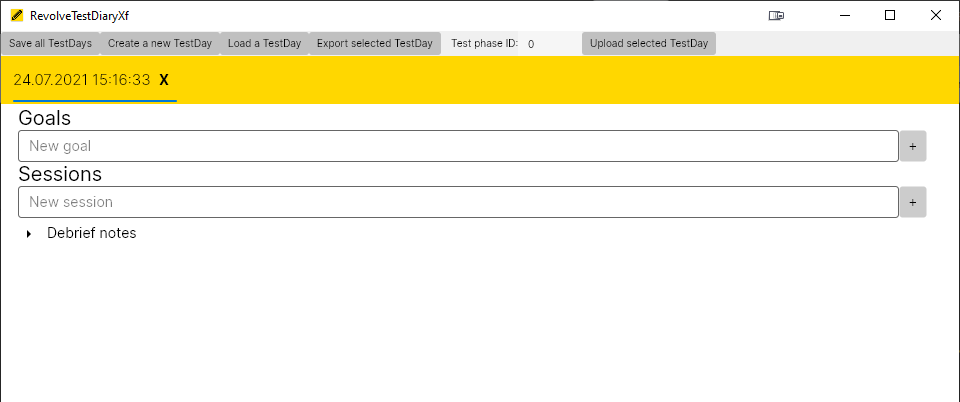 RevolveTestDiaryXf
Save all TestDays Create a new TestDay Load a TestDay Export selected TestDay Test phase ID: 0 Upload selected TestDay
24.07.2021 15:16:33 X
Goals
New goal +
Sessions
New session +
Debrief notes